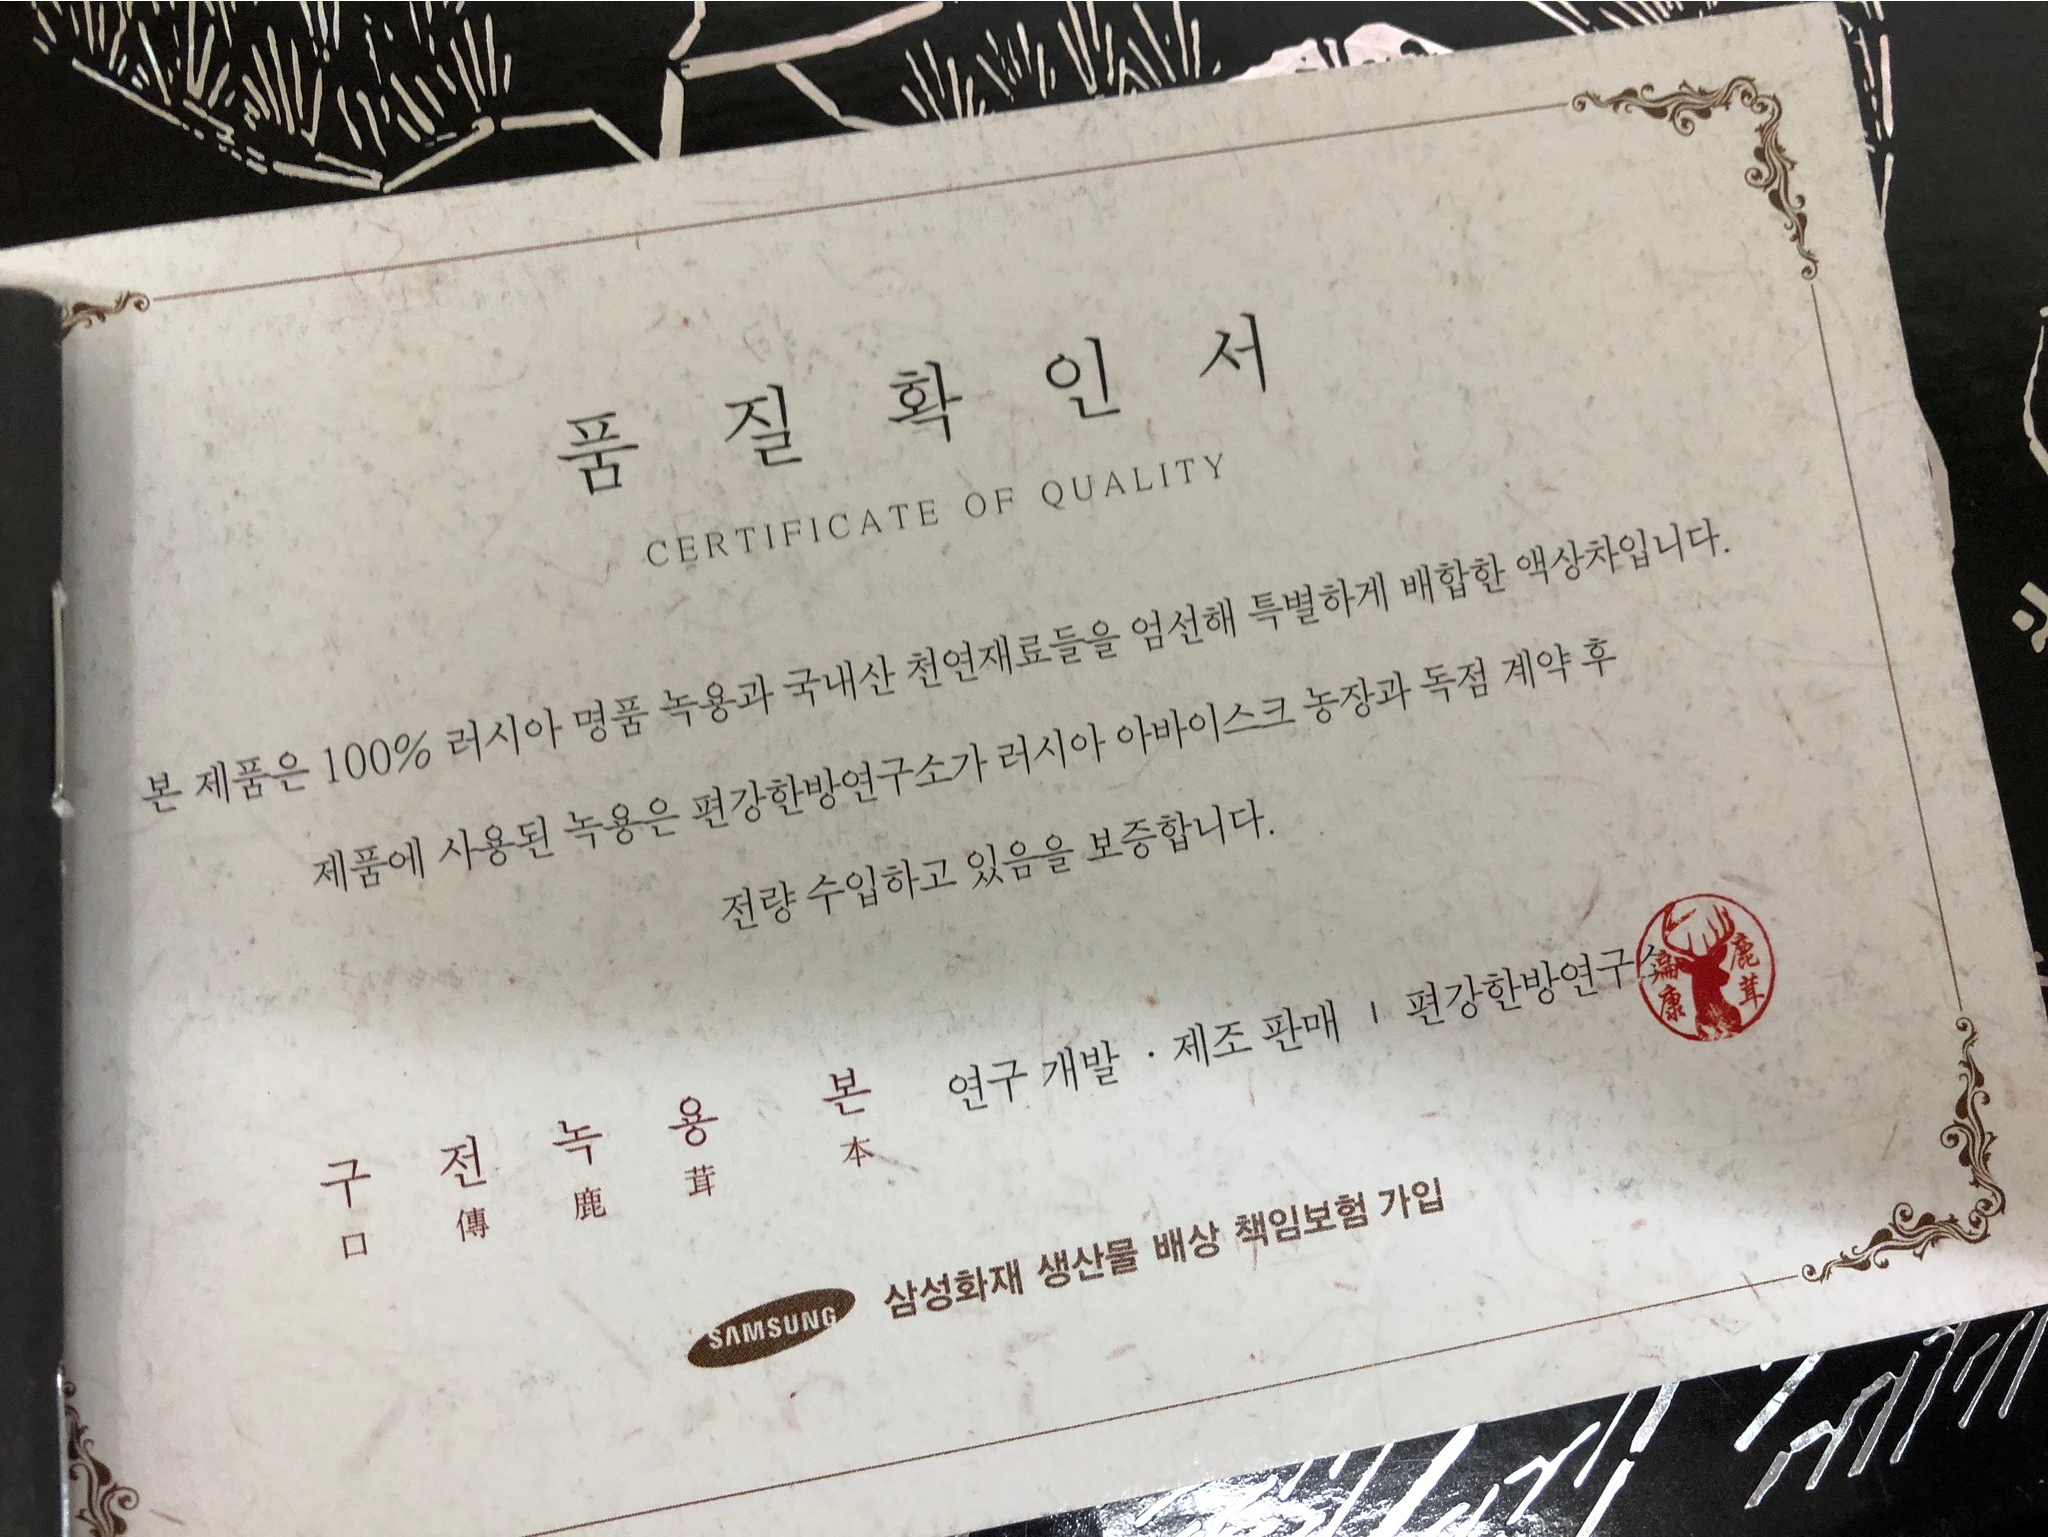 품질확인서
CERTIFICATE OF QUALITY
본 제품은 100% 러시아 명품 녹용과 국내산 천연재료들을 엄선해 특별하게 배합한 액상차입니다.
제품에 사용된 녹용은 편강한방연구소가 러시아 아바이스크 농장과 독점 계약 후
전량 수입하고 있음을 보증합니다.
구전녹용 본 연구 개발 · 제조 판매 | 편강한방연구소
口傳鹿茸 本
鹿茸
康
SAMSUNG 삼성화재 생산물 배상 책임보험 가입